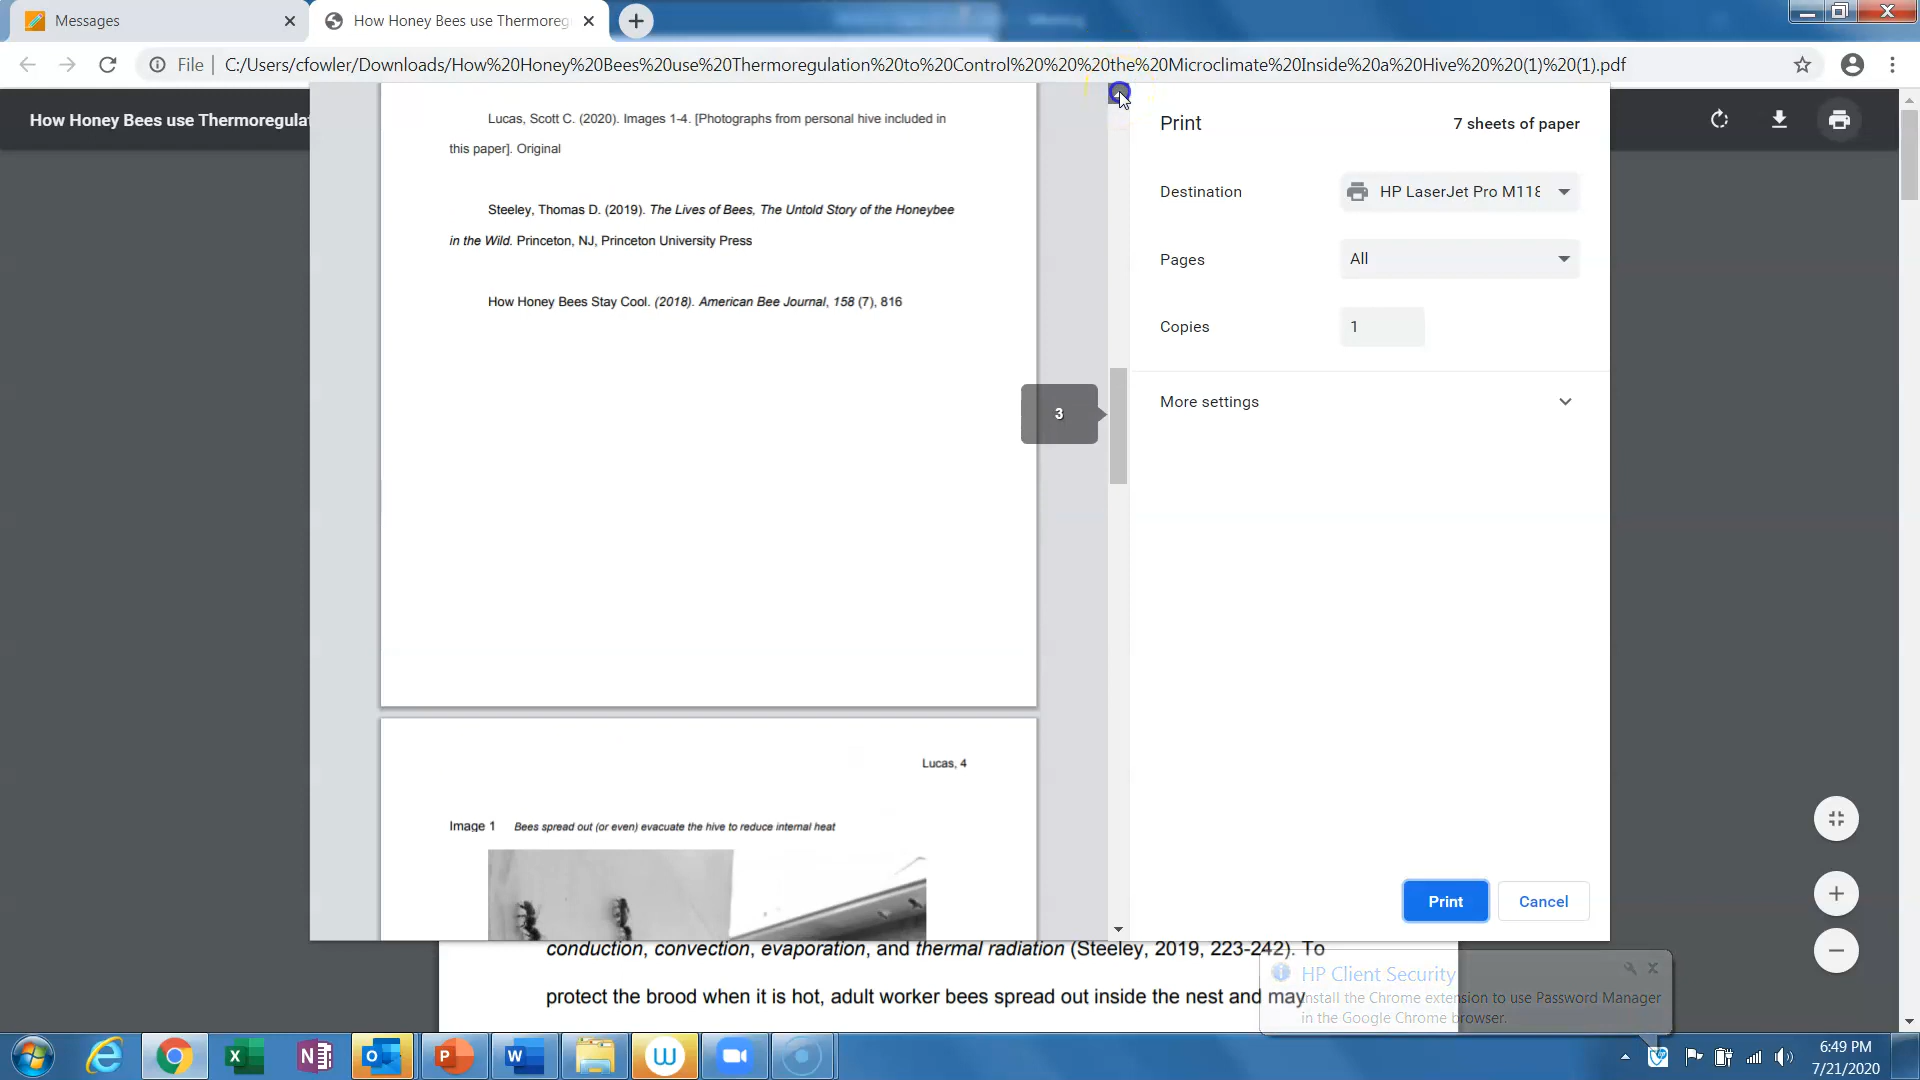 Messages
How Honey Bees use Thermoreg
File
C:/Users/cfowler/Downloads/How%20Honey%20Bees%20use%20Thermoregulation%20to%20Control%20%20%20the%20Microclimate%20Inside%20a%20Hive%20%20(1)%20(1).pdf
How Honey Bees use Thermoregulat
Lucas, Scott C. (2020). Images 1-4. [Photographs from personal hive included in
this paper]. Original
Steeley, Thomas D. (2019). The Lives of Bees, The Untold Story of the Honeybee
in the Wild. Princeton, NJ, Princeton University Press
How Honey Bees Stay Cool. (2018). American Bee Journal, 158 (7), 816
3
Lucas, 4
Image 1 Bees spread out (or even) evacuate the hive to reduce internal heat
Print
7 sheets of paper
Destination
HP LaserJet Pro M118
Pages
All
Copies
1
More settings
Print
Cancel
conduction, convection, evaporation, and thermal radiation (Steeley, 2019, 223-242). To
protect the brood when it is hot, adult worker bees spread out inside the nest and may
HP Client Security
Install the Chrome extension to use Password Manager
in the Google Chrome browser.
6:49 PM
7/21/2020